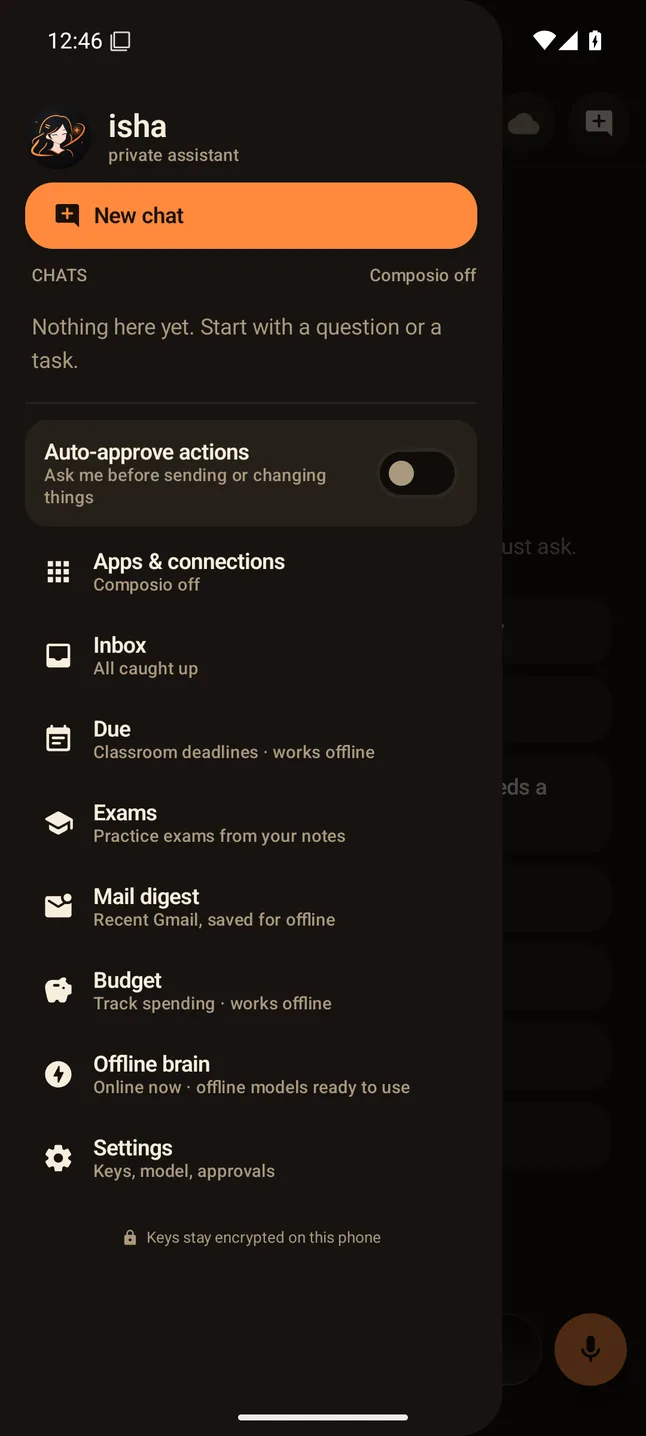 12:46
isha
private assistant
New chat
CHATS
Composio off
Nothing here yet. Start with a question or a
task.
Auto-approve actions
Ask me before sending or changing
things
ust ask.
Apps & connections
Composio off
Inbox
All caught up
Due
Classroom deadlines · works offline
eds a
Exams
Practice exams from your notes
Mail digest
Recent Gmail, saved for offline
Budget
Track spending · works offline
Offline brain
Online now · offline models ready to use
Settings
Keys, model, approvals
Keys stay encrypted on this phone